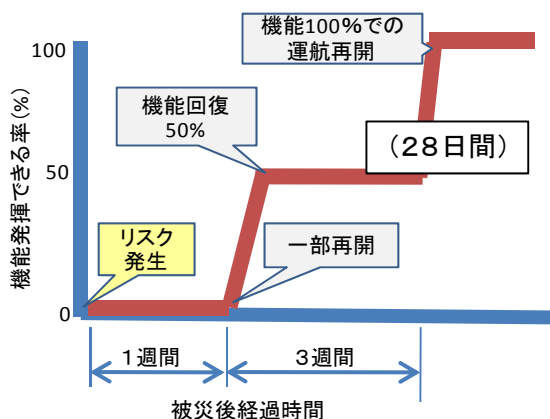 機能100%での
運航再開
100
機能回復
50%
(28日間)
50
機能発揮できる率(%)
リスク
発生
一部再開
0
1週間
3週間
被災後経過時間